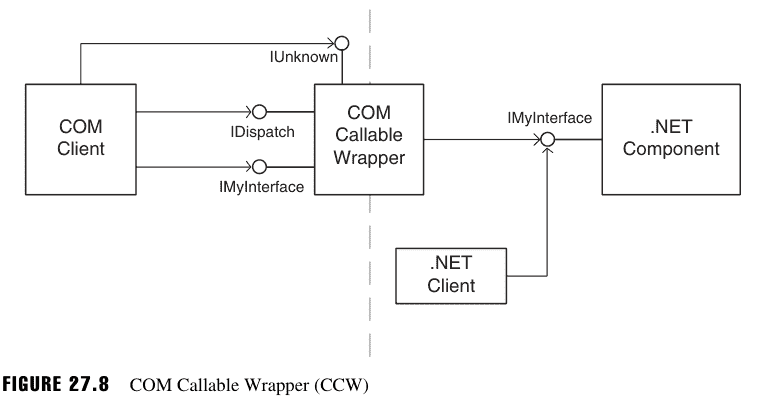 IUnknown
COM
Client
IDispatch
IMyInterface
COM
Callable
Wrapper
IMyInterface
.NET
Component
.NET
Client
FIGURE 27.8 COM Callable Wrapper (CCW)